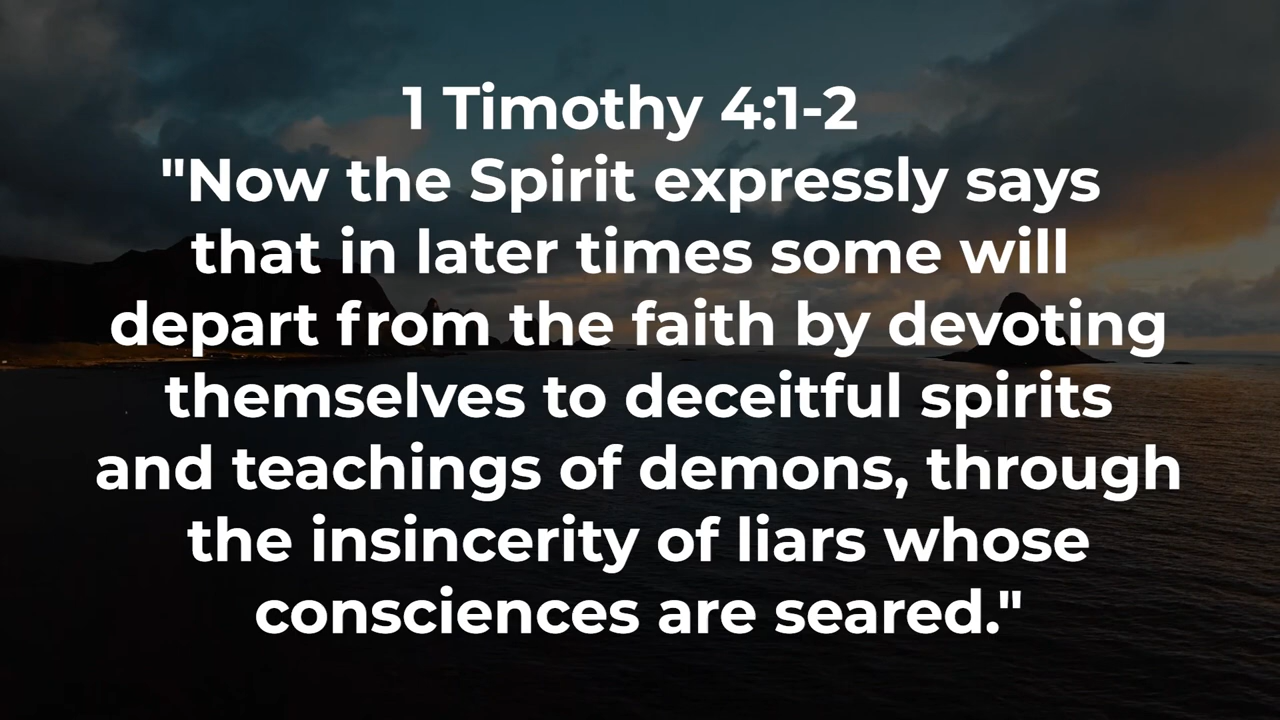 1 Timothy 4:1-2
"Now the Spirit expressly says
that in later times some will
depart from the faith by devoting
themselves to deceitful spirits
and teachings of demons, through
the insincerity of liars whose
consciences are seared."